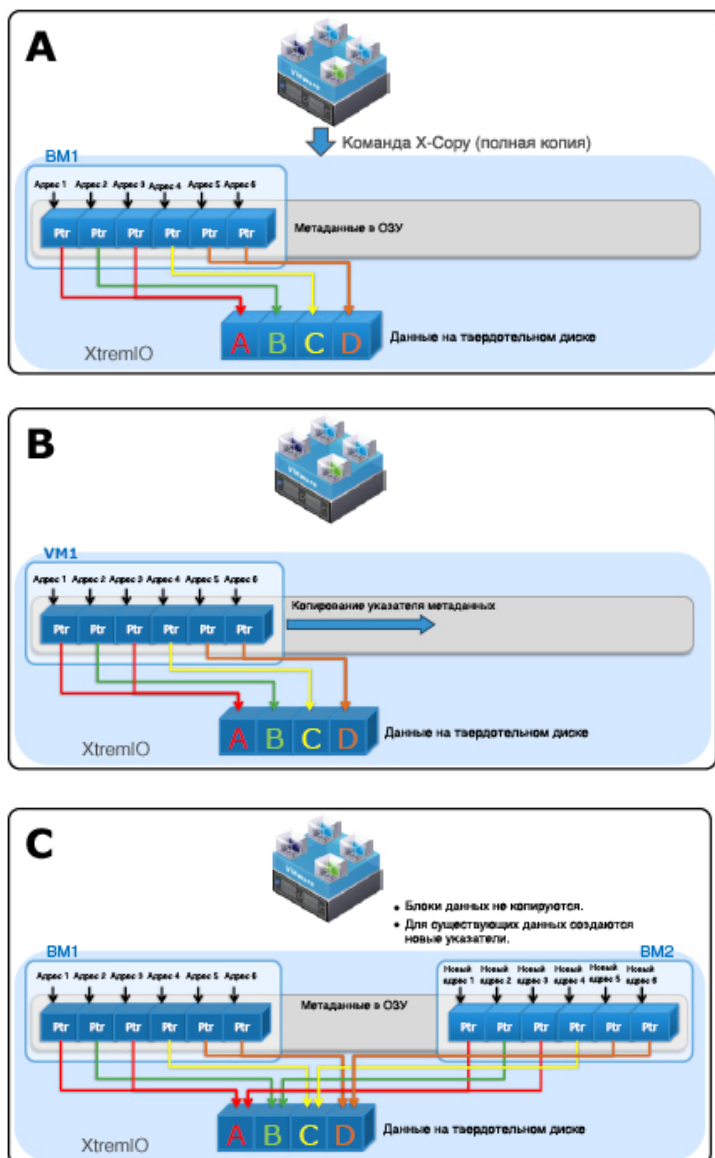 A
VMware
Команда X-Copy (полная копия)
ВМ1
Адрес 1 Адрес 2 Адрес 3 Адрес 4 Адрес 5 Адрес 6
Ptr Ptr Ptr Ptr Ptr Ptr
Метаданные в ОЗУ
A B C D
Данные на твердотельном диске
XtremIO
B
VMware
VM1
Адрес 1 Адрес 2 Адрес 3 Адрес 4 Адрес 5 Адрес 6
Копирование указателя метаданных
Ptr Ptr Ptr Ptr Ptr Ptr
A B C D
Данные на твердотельном диске
XtremIO
C
VMware
• Блоки данных не копируются.
• Для существующих данных создаются
новые указатели.
ВМ1
ВМ2
Адрес 1 Адрес 2 Адрес 3 Адрес 4 Адрес 5 Адрес 6
Новый адрес 1 Новый адрес 2 Новый адрес 3 Новый адрес 4 Новый адрес 5 Новый адрес 6
Метаданные в ОЗУ
Ptr Ptr Ptr Ptr Ptr Ptr
Ptr Ptr Ptr Ptr Ptr Ptr
A B C D
Данные на твердотельном диске
XtremIO